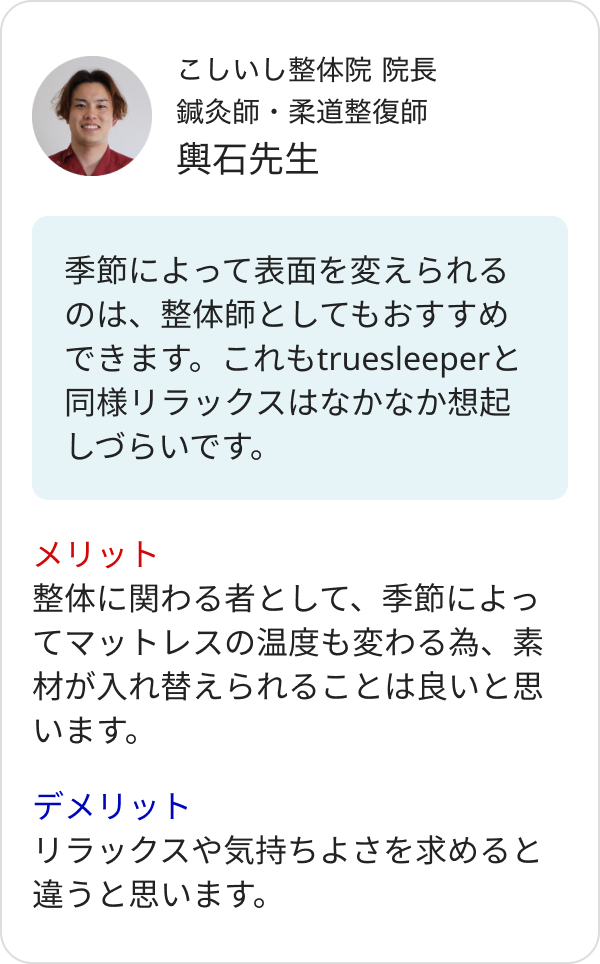 こしいし整体院 院長
鍼灸師・柔道整復師
輿石先生
季節によって表面を変えられる
のは、整体師としてもおすすめ
できます。これもtruesleeperと
同様リラックスはなかなか想起
しづらいです。
メリット
整体に関わる者として、季節によっ
てマットレスの温度も変わる為、素
材が入れ替えられることは良いと思
います。
デメリット
リラックスや気持ちよさを求めると
違うと思います。